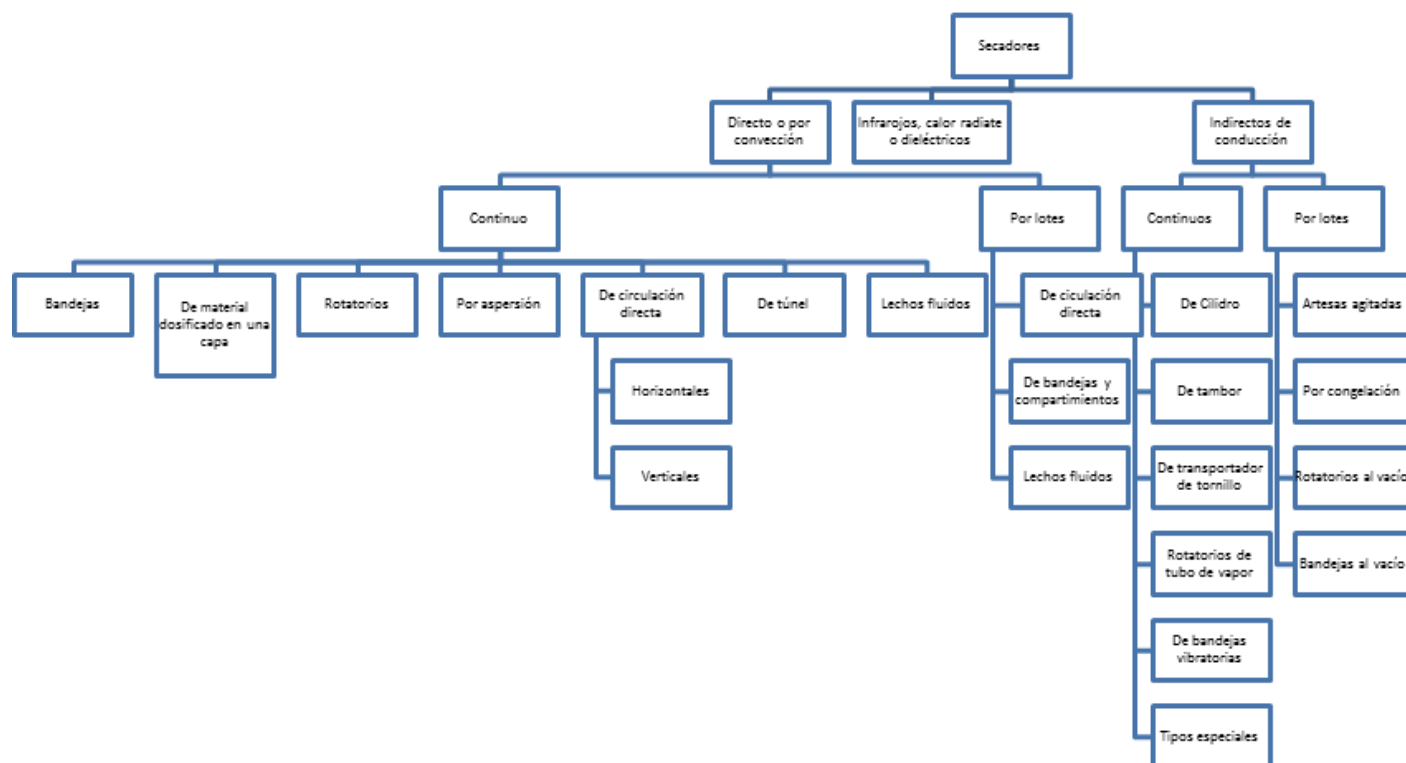 Secadores
Directo o por
convección
Infrarojos, calor radiate
o dieléctricos
Indirectos de
conducción
Continuo
Por lotes
Continuos
Por lotes
Bandejas
De material
dosificado en una
capa
Rotatorios
Por aspersión
De circulación
directa
De túnel
Lechos fluidos
De ciculación
directa
De Cilidro
Artesas agitadas
Horizontales
De bandejas y
compartimientos
De tambor
Por congelación
Verticales
Lechos fluidos
De transportador
de tornillo
Rotatorios al vacío
Rotatorios de
tubo de vapor
Bandejas al vacío
De bandejas
vibratorias
Tipos especiales